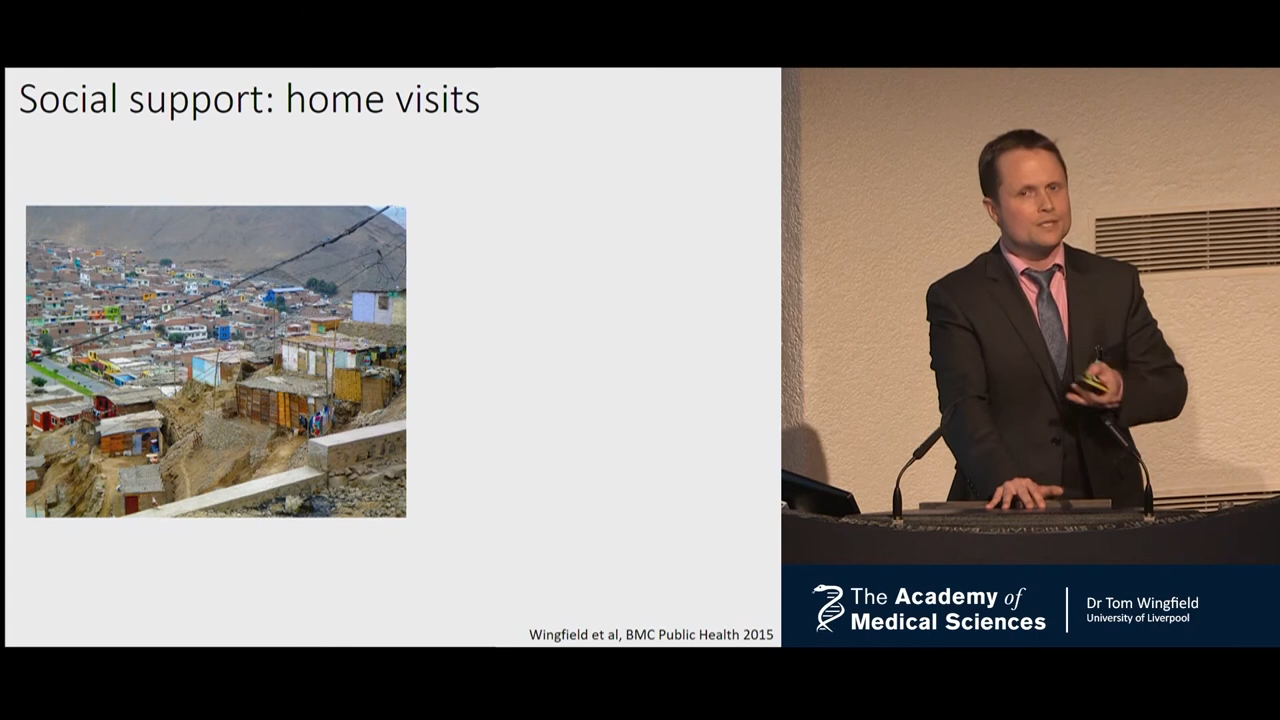 Social support: home visits
Wingfield et al, BMC Public Health 2015
The Academy of
Medical Sciences
Dr Tom Wingfield
University of Liverpool